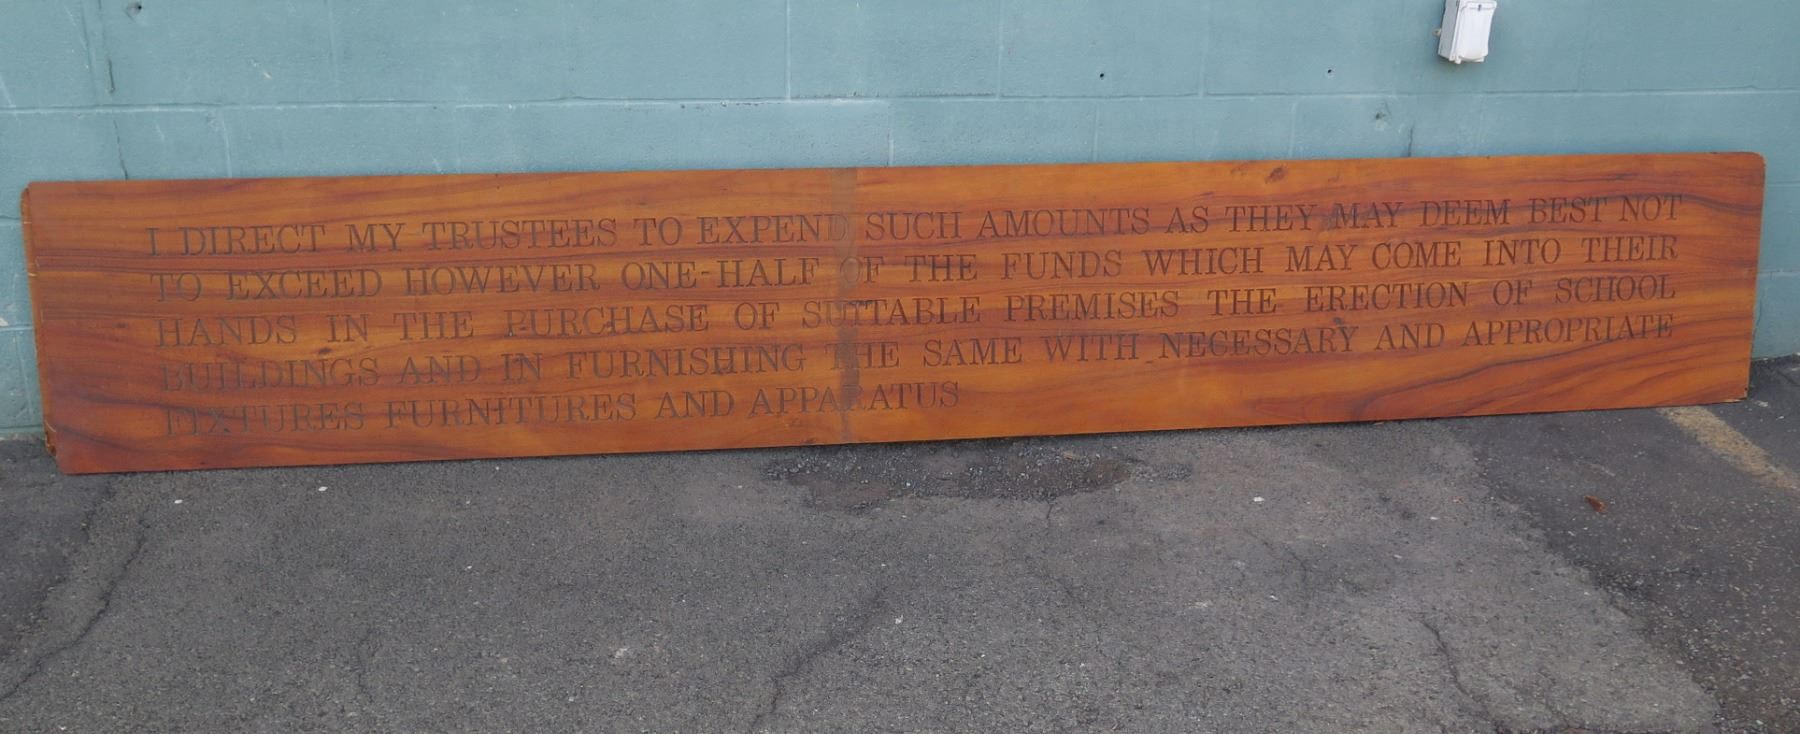 I DIRECT MY TRUSTEES TO EXPEND SUCH AMOUNTS AS THEY MAY DEEM BEST NOT
TO EXCEED HOWEVER ONE-HALF OF THE FUNDS WHICH MAY COME INTO THEIR
HANDS IN THE PURCHASE OF SUITABLE PREMISES THE ERECTION OF SCHOOL
BUILDINGS AND IN FURNISHING THE SAME WITH NECESSARY AND APPROPRIATE
FIXTURES FURNITURES AND APPARATUS